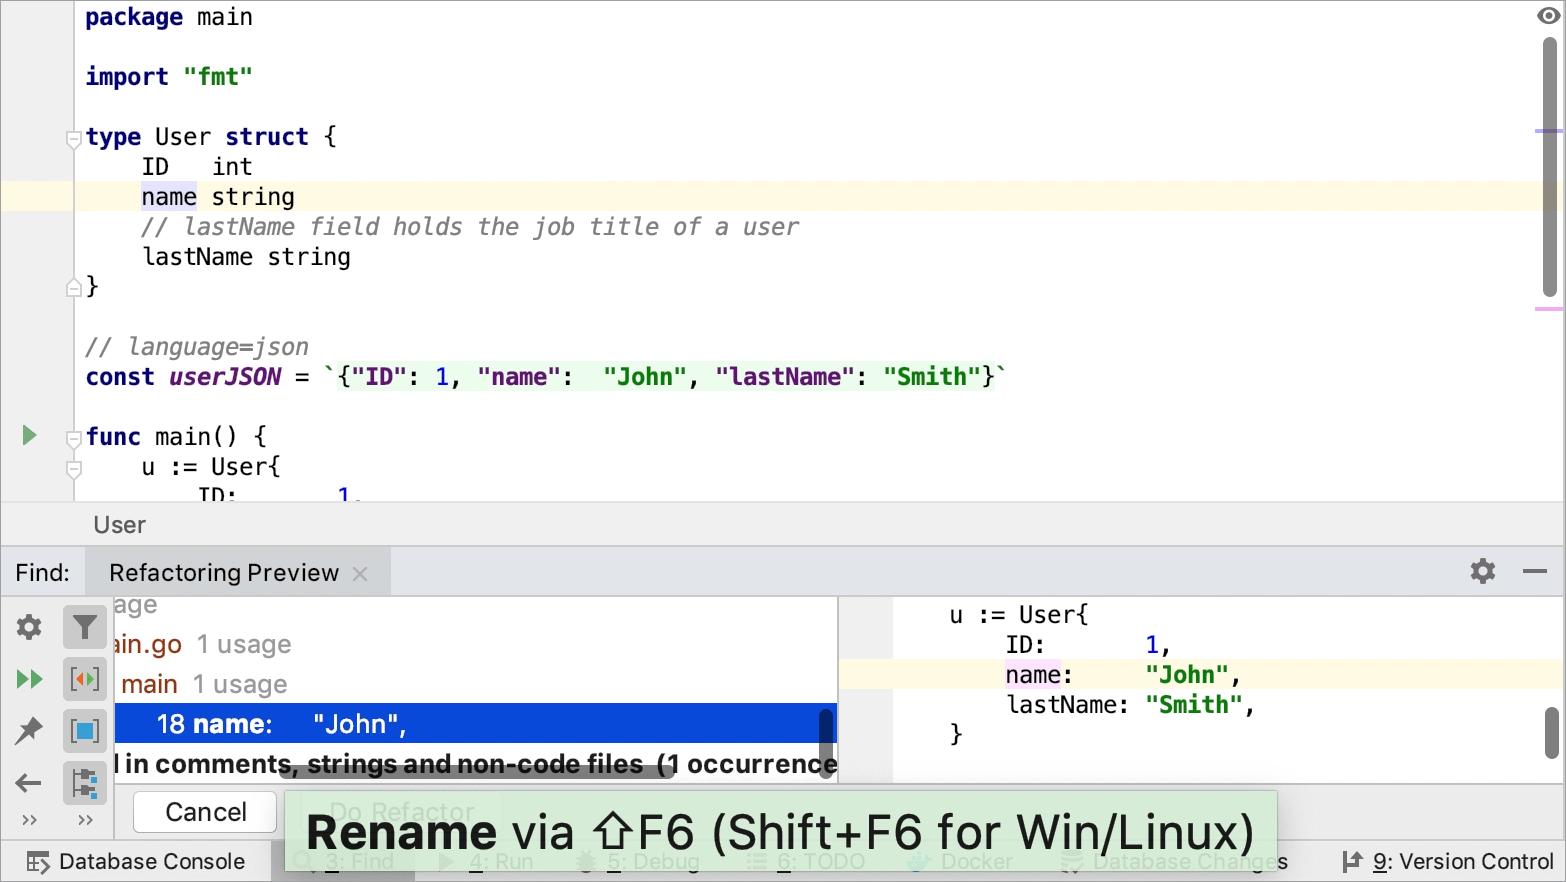 package main
import "fmt"
type User struct {
ID int
name string
// lastName field holds the job title of a user
lastName string
}
// language=json
const userJSON = `{"ID": 1, "name": "John", "lastName": "Smith"}`
func main() {
u := User{
ID: 1,
User
Find: Refactoring Preview
age
ain.go 1 usage
main 1 usage
18 name: "John",
d in comments, strings and non-code files (1 occurrence
u := User{
ID: 1,
name: "John",
lastName: "Smith",
}
Cancel Do Refactor
Rename via ⇧F6 (Shift+F6 for Win/Linux)
Database Console 3: Find 4: Run 5: Debug 6: TODO Docker Database Changes 9: Version Control